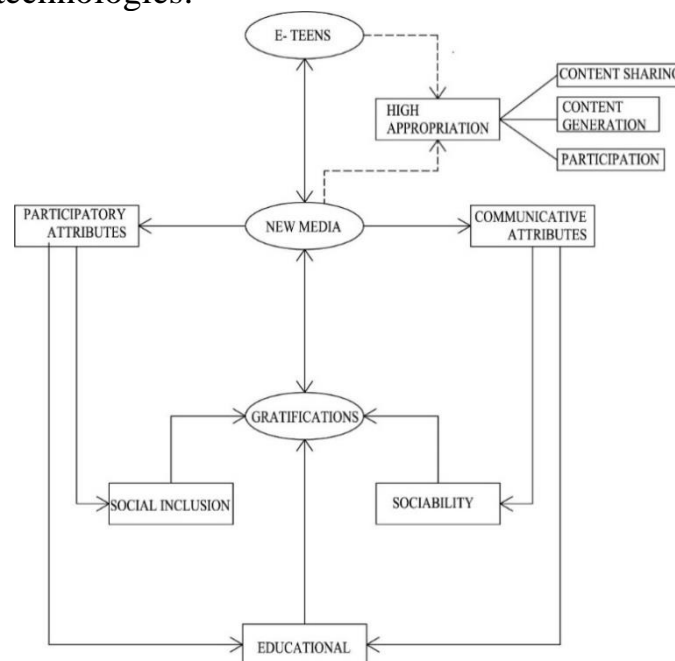 technologies.
E- TEENS
CONTENT SHARING
HIGH
APPROPRIATION
CONTENT
GENERATION
PARTICIPATION
PARTICIPATORY
ATTRIBUTES
NEW MEDIA
COMMUNICATIVE
ATTRIBUTES
GRATIFICATIONS
SOCIAL INCLUSION
SOCIABILITY
EDUCATIONAL